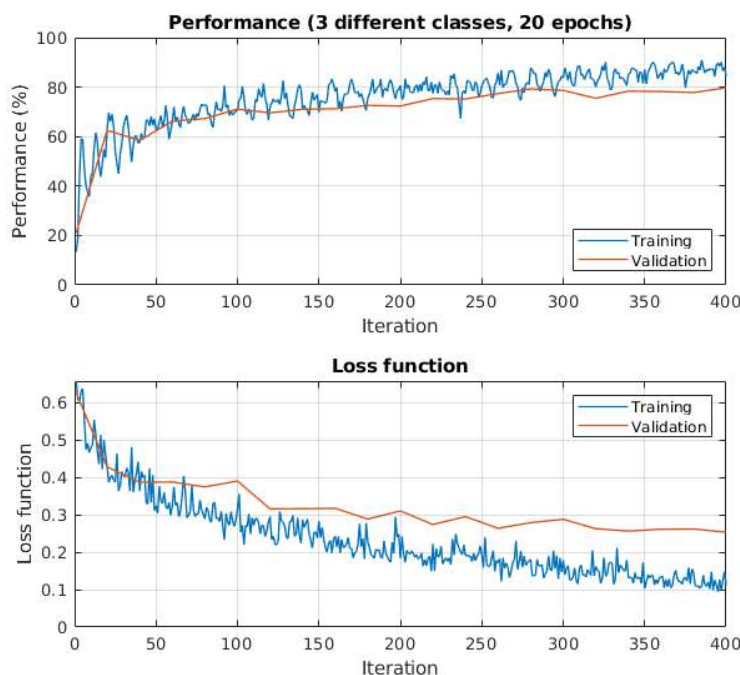 Performance (3 different classes, 20 epochs)
100
80
60
40
20
0
Performance (%)
Training
Validation
0 50 100 150 200 250 300 350 400
Iteration
Loss function
0.6
0.5
0.4
0.3
0.2
0.1
0
Loss function
Training
Validation
0 50 100 150 200 250 300 350 400
Iteration